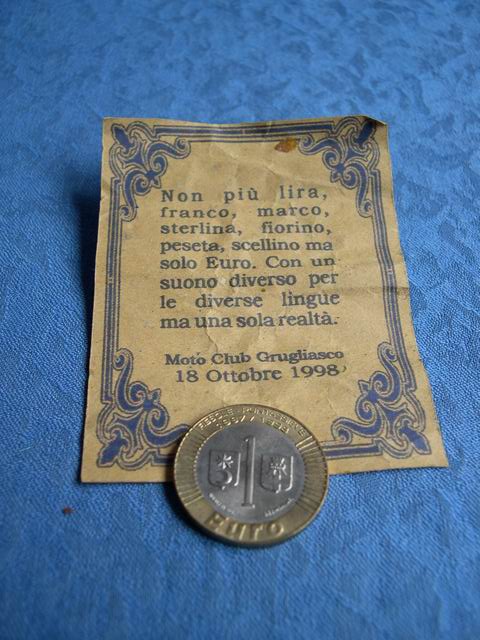 Non più lira,
franco, marco,
sterlina, fiorino,
peseta, scellino ma
solo Euro. Con un
suono diverso per
le diverse lingue
ma una sola realtà.
Moto Club Grugliasco
18 Ottobre 1998
1
Euro